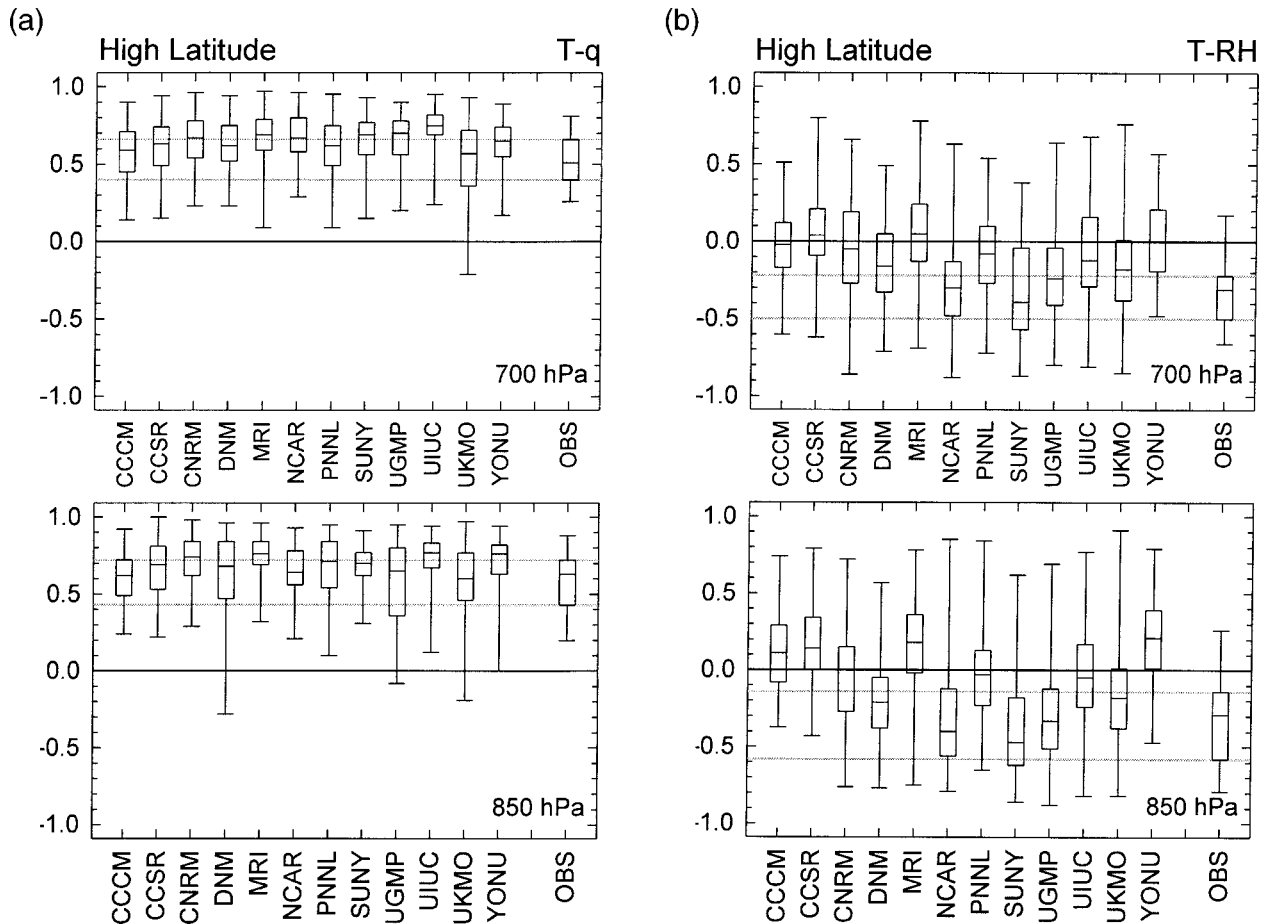 (a)
High Latitude T-q
1.0
0.5
0.0
-0.5
-1.0
700 hPa
CCCM
CCSR
CNRM
DNM
MRI
NCAR
PNNL
SUNY
UGMP
UIUC
UKMO
YONU
OBS
1.0
0.5
0.0
-0.5
-1.0
850 hPa
CCCM
CCSR
CNRM
DNM
MRI
NCAR
PNNL
SUNY
UGMP
UIUC
UKMO
YONU
OBS
(b)
High Latitude T-RH
1.0
0.5
0.0
-0.5
-1.0
700 hPa
CCCM
CCSR
CNRM
DNM
MRI
NCAR
PNNL
SUNY
UGMP
UIUC
UKMO
YONU
OBS
1.0
0.5
0.0
-0.5
-1.0
850 hPa
CCCM
CCSR
CNRM
DNM
MRI
NCAR
PNNL
SUNY
UGMP
UIUC
UKMO
YONU
OBS